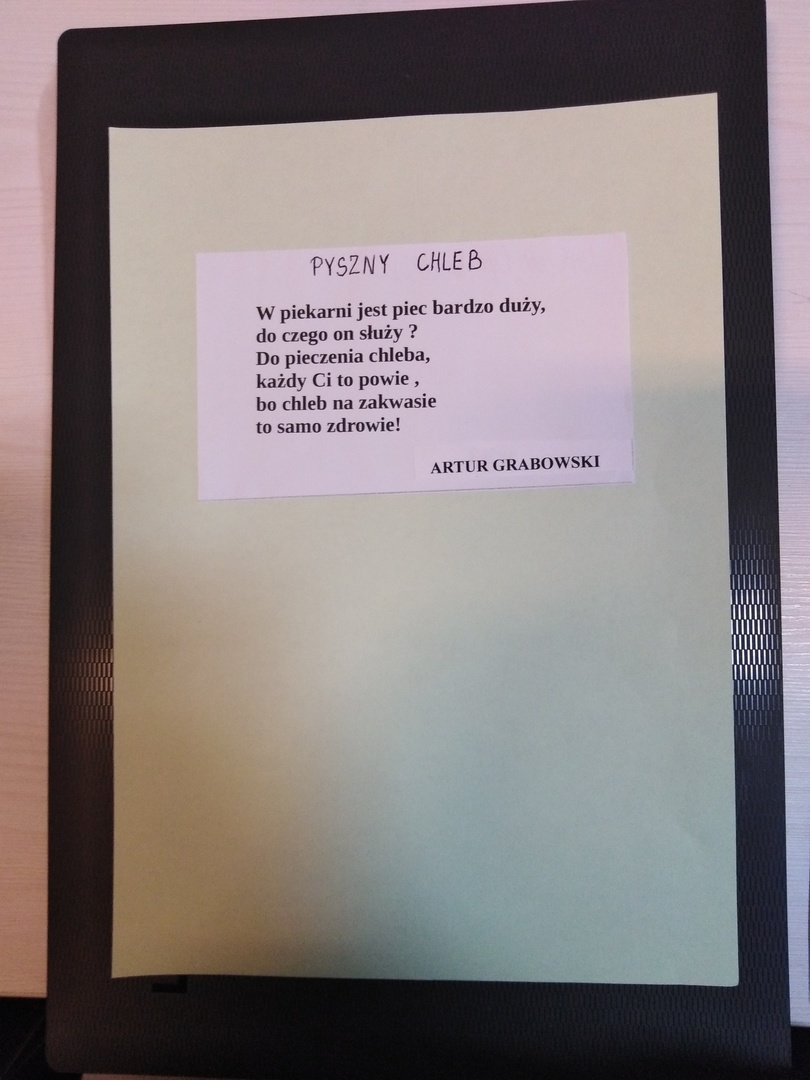 PYSZNY CHLEB
W piekarni jest piec bardzo duży,
do czego on służy ?
Do pieczenia chleba,
każdy Ci to powie ,
bo chleb na zakwasie
to samo zdrowie!
ARTUR GRABOWSKI